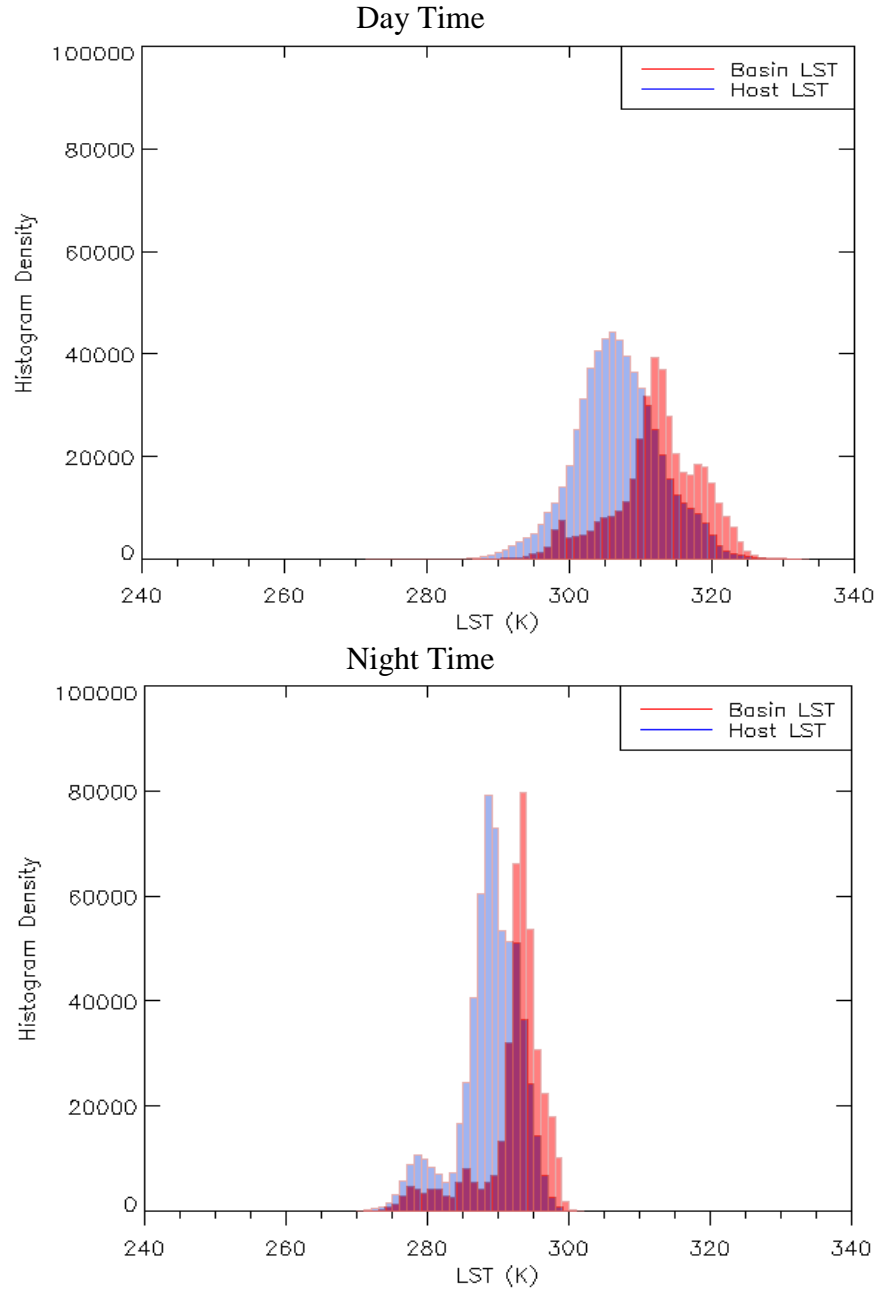 Day Time
100000
80000
60000
40000
20000
0
Histogram Density
Basin LST
Host LST
240 260 280 300 320 340
LST (K)
Night Time
100000
80000
60000
40000
20000
0
Histogram Density
Basin LST
Host LST
240 260 280 300 320 340
LST (K)